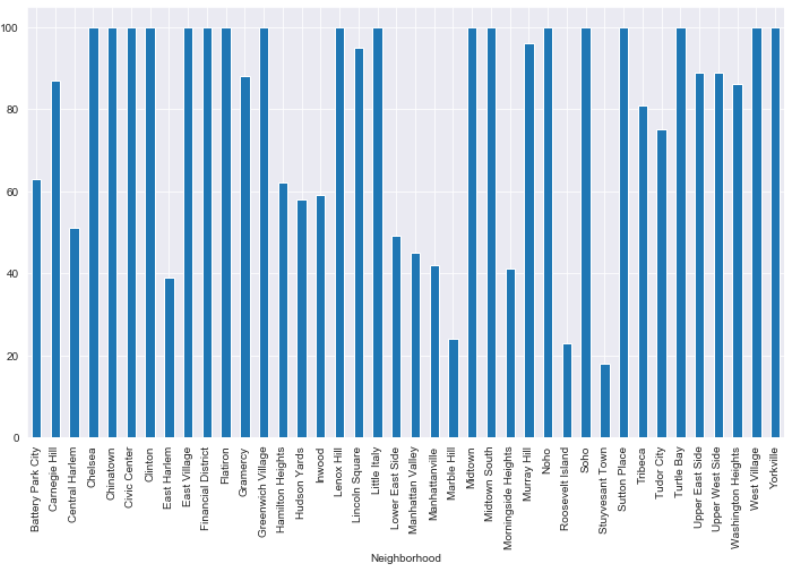 100
80
60
40
20
0
Battery Park City
Carnegie Hill
Central Harlem
Chelsea
Chinatown
Civic Center
Clinton
East Harlem
East Village
Financial District
Flatiron
Gramercy
Greenwich Village
Hamilton Heights
Hudson Yards
Inwood
Lenox Hill
Lincoln Square
Little Italy
Lower East Side
Manhattan Valley
Manhattanville
Marble Hill
Midtown
Midtown South
Morningside Heights
Murray Hill
Noho
Roosevelt Island
Soho
Stuyvesant Town
Sutton Place
Tribeca
Tudor City
Turtle Bay
Upper East Side
Upper West Side
Washington Heights
West Village
Yorkville
Neighborhood